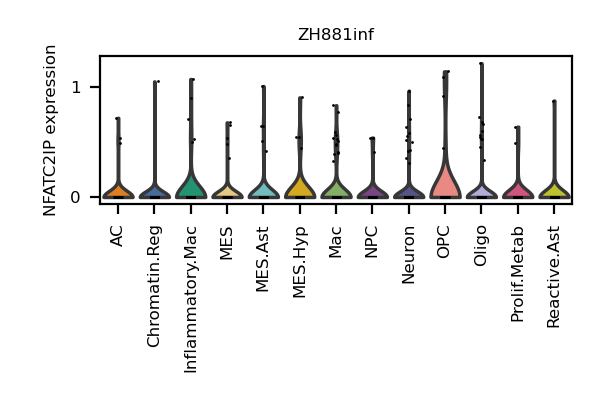 ZH881inf
NFATC2IP expression
1
0
AC
Chromatin.Reg
Inflammatory.Mac
MES
MES.Ast
MES.Hyp
Mac
NPC
Neuron
OPC
Oligo
Prolif.Metab
Reactive.Ast